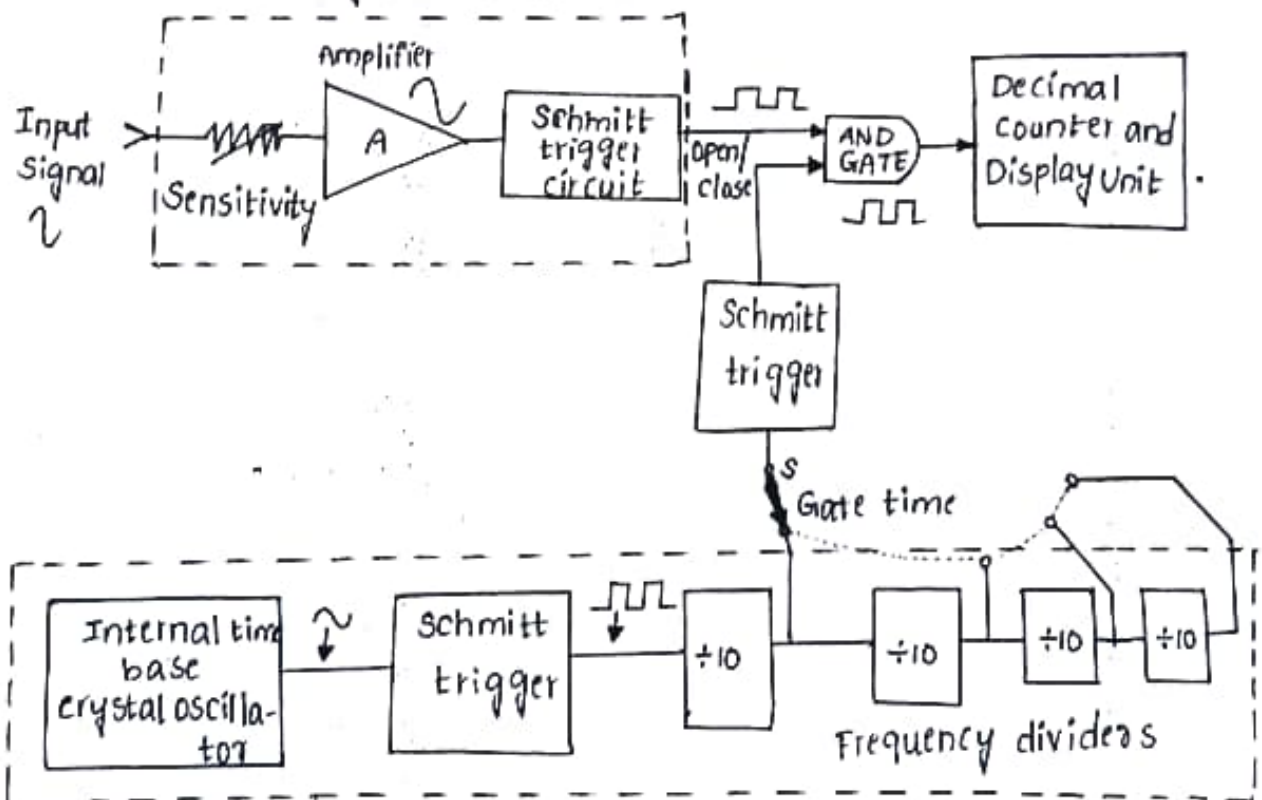 Amplifier
Input
Signal
A
Sensitivity
Schmitt
trigger
circuit
open/
close
AND
GATE
Decimal
counter and
Display Unit.
Schmitt
trigger
S
Gate time
Internal time
base
crystal oscilla-
tor
Schmitt
trigger
÷10
÷10
÷10
÷10
Frequency dividers